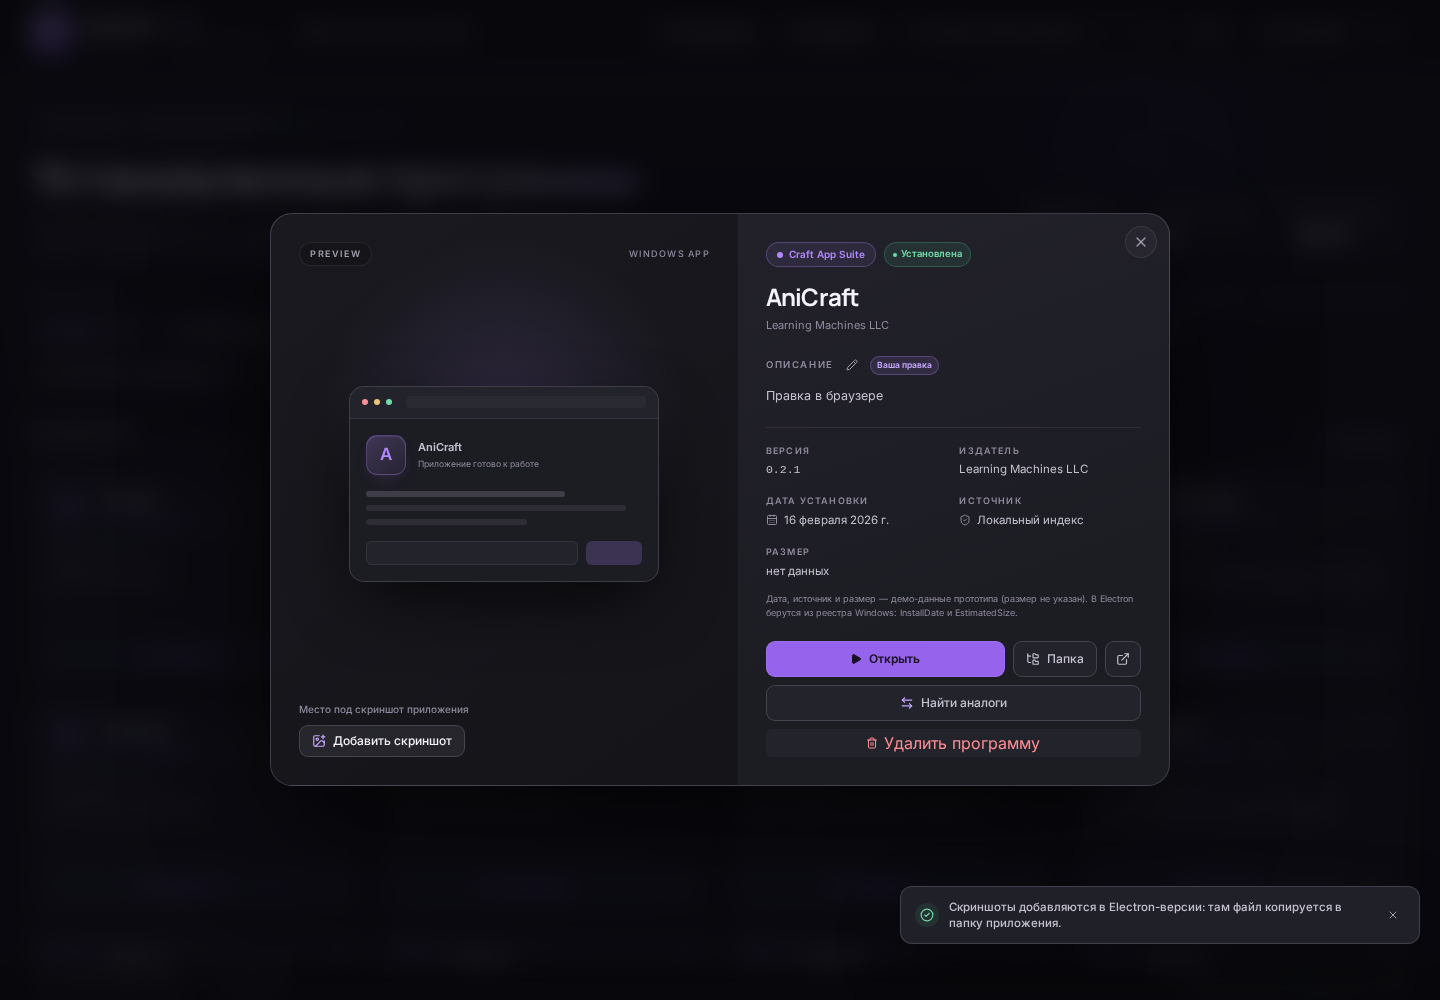 PREVIEW
WINDOWS APP
A
AniCraft
Приложение готово к работе
Место под скриншот приложения
Добавить скриншот
Craft App Suite
Установлена
AniCraft
Learning Machines LLC
ОПИСАНИЕ
Ваша правка
Правка в браузере
ВЕРСИЯ
ИЗДАТЕЛЬ
0.2.1
Learning Machines LLC
ДАТА УСТАНОВКИ
ИСТОЧНИК
16 февраля 2026 г.
Локальный индекс
РАЗМЕР
нет данных
Дата, источник и размер — демо-данные прототипа (размер не указан). В Electron
берутся из реестра Windows: InstallDate и EstimatedSize.
Открыть
Папка
Найти аналоги
Удалить программу
Скриншоты добавляются в Electron-версии: там файл копируется в
папку приложения.